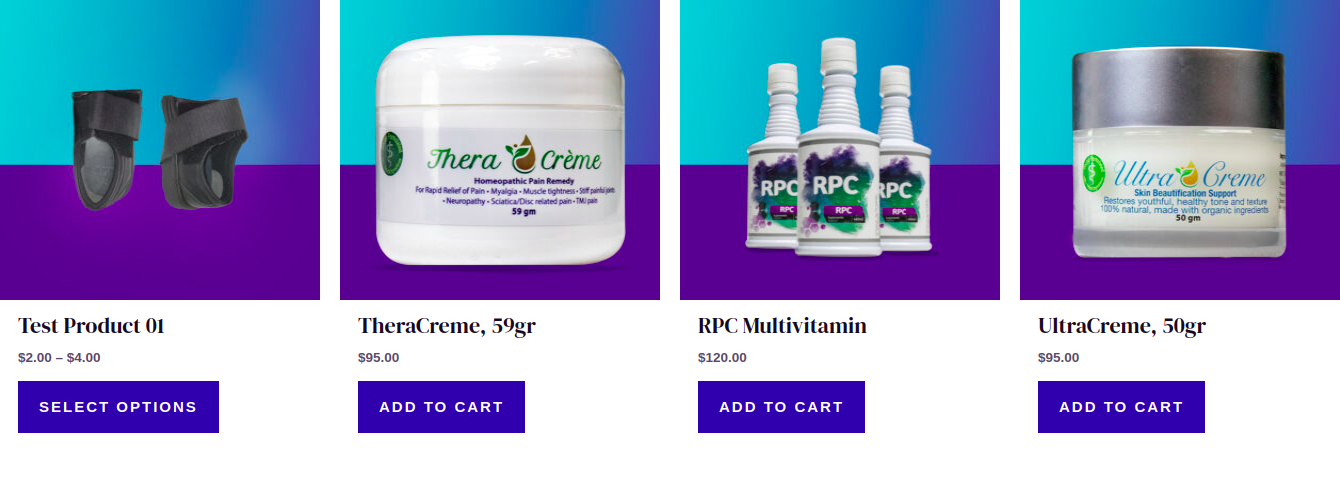 Thera Crème
Homeopathic Pain Remedy
For Rapid Relief of Pain • Myalgia • Muscle tightness • Stiff painful joints
• Neuropathy • Sciatica/Disc related pain • TMJ pain
59 gm
RPC
RPC
RPC
RPC
RPC
RPC
Ultra Creme
Skin Beautification Support
Restores youthful, healthy tone and texture
100% natural, made with organic ingredients
50 gm
Test Product 01
$2.00 – $4.00
SELECT OPTIONS
TheraCreme, 59gr
$95.00
ADD TO CART
RPC Multivitamin
$120.00
ADD TO CART
UltraCreme, 50gr
$95.00
ADD TO CART